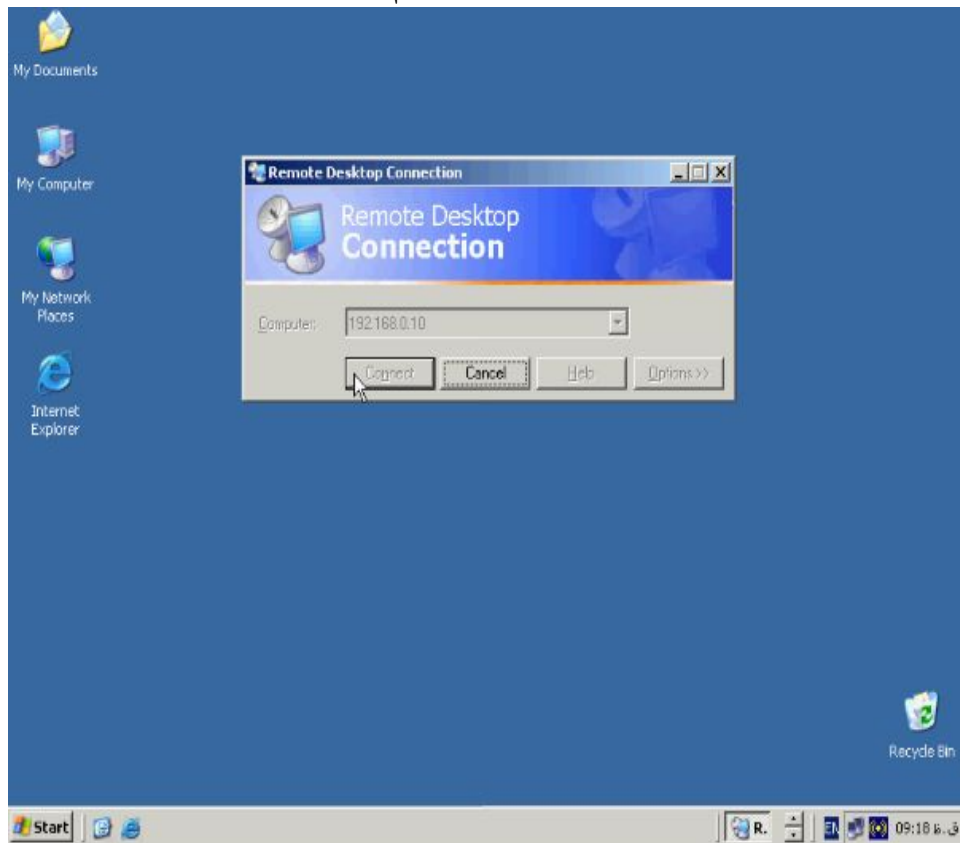 My Documents
My Computer
My Network
Places
Internet
Explorer
Remote Desktop Connection
Remote Desktop
Connection
Computer:
192.168.0.10
Connect
Cancel
Help
Options >>
Recycle Bin
Start
R.
EN
09:18 ق.ظ